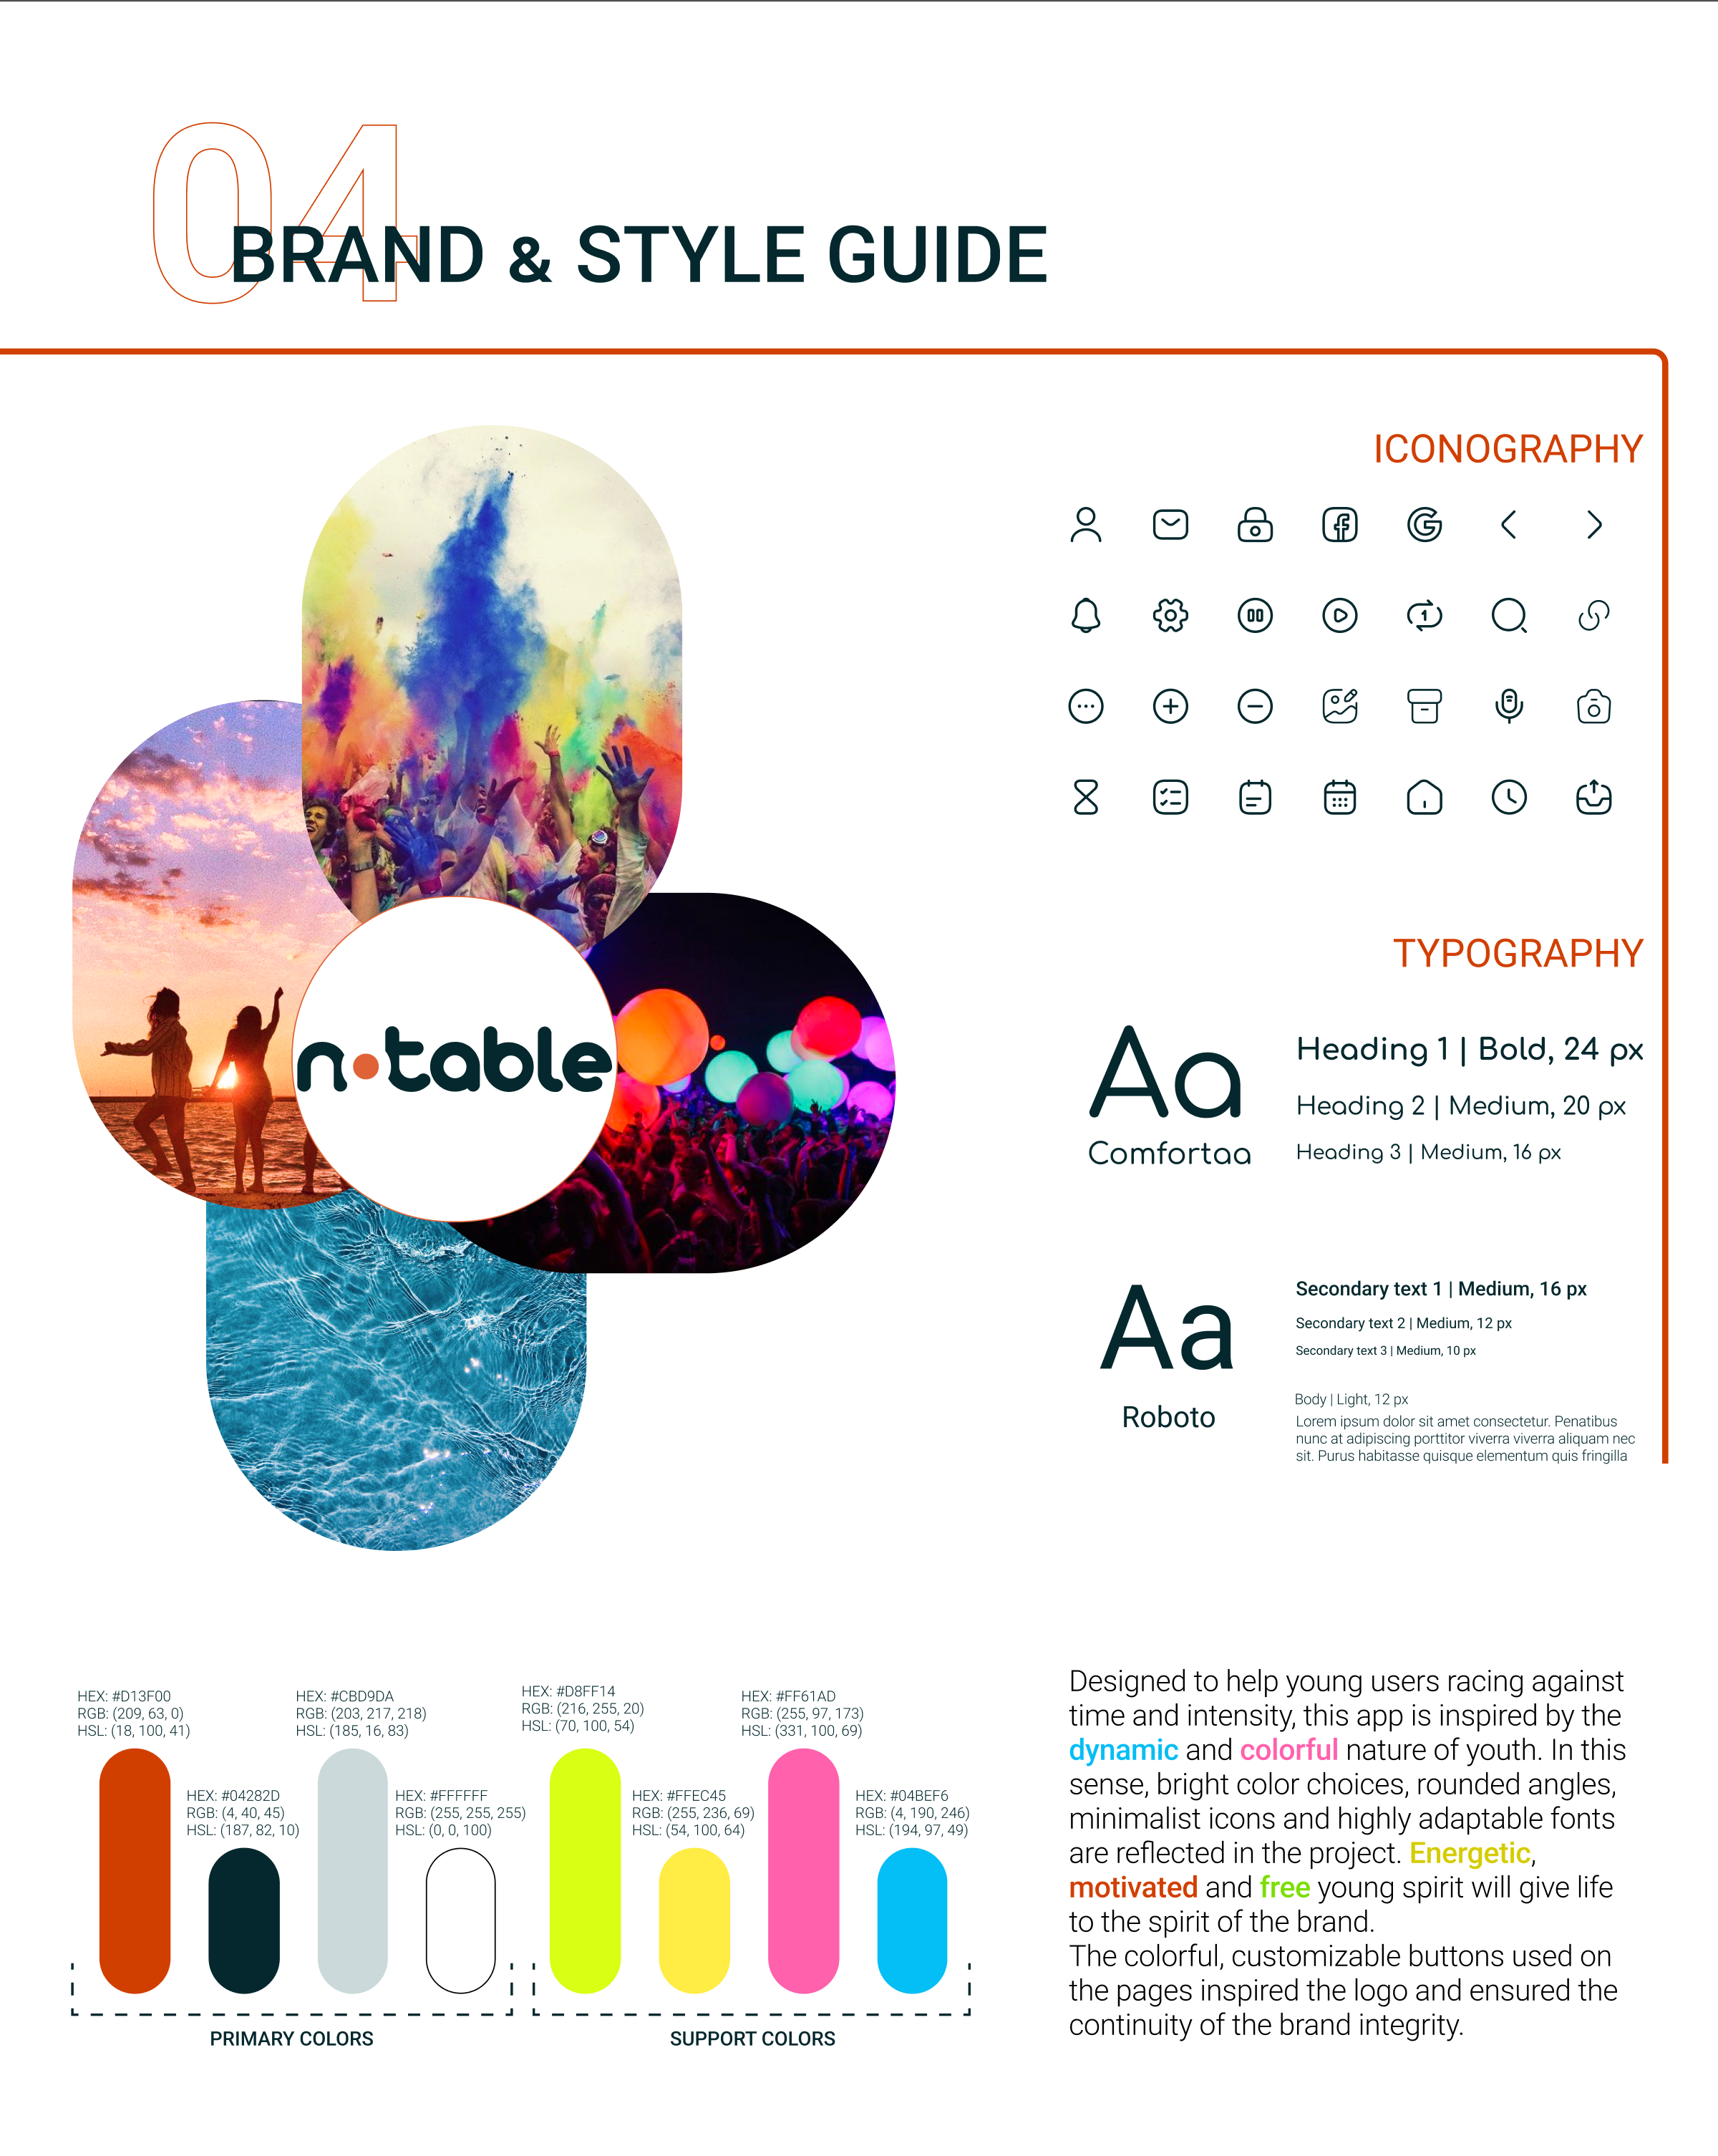 04
BRAND & STYLE GUIDE
ICONOGRAPHY
1
n•table
TYPOGRAPHY
Aa
Comfortaa
Heading 1 | Bold, 24 px
Heading 2 | Medium, 20 px
Heading 3 | Medium, 16 px
Aa
Roboto
Secondary text 1 | Medium, 16 px
Secondary text 2 | Medium, 12 px
Secondary text 3 | Medium, 10 px
Body | Light, 12 px
Lorem ipsum dolor sit amet consectetur. Penatibus
nunc at adipiscing porttitor viverra viverra aliquam nec
sit. Purus habitasse quisque elementum quis fringilla
HEX: #D13F00
RGB: (209, 63, 0)
HSL: (18, 100, 41)
HEX: #04282D
RGB: (4, 40, 45)
HSL: (187, 82, 10)
HEX: #CBD9DA
RGB: (203, 217, 218)
HSL: (185, 16, 83)
HEX: #FFFFFF
RGB: (255, 255, 255)
HSL: (0, 0, 100)
PRIMARY COLORS
HEX: #D8FF14
RGB: (216, 255, 20)
HSL: (70, 100, 54)
HEX: #FFEC45
RGB: (255, 236, 69)
HSL: (54, 100, 64)
HEX: #FF61AD
RGB: (255, 97, 173)
HSL: (331, 100, 69)
HEX: #04BEF6
RGB: (4, 190, 246)
HSL: (194, 97, 49)
SUPPORT COLORS
Designed to help young users racing against
time and intensity, this app is inspired by the
dynamic and colorful nature of youth. In this
sense, bright color choices, rounded angles,
minimalist icons and highly adaptable fonts
are reflected in the project. Energetic,
motivated and free young spirit will give life
to the spirit of the brand.
The colorful, customizable buttons used on
the pages inspired the logo and ensured the
continuity of the brand integrity.